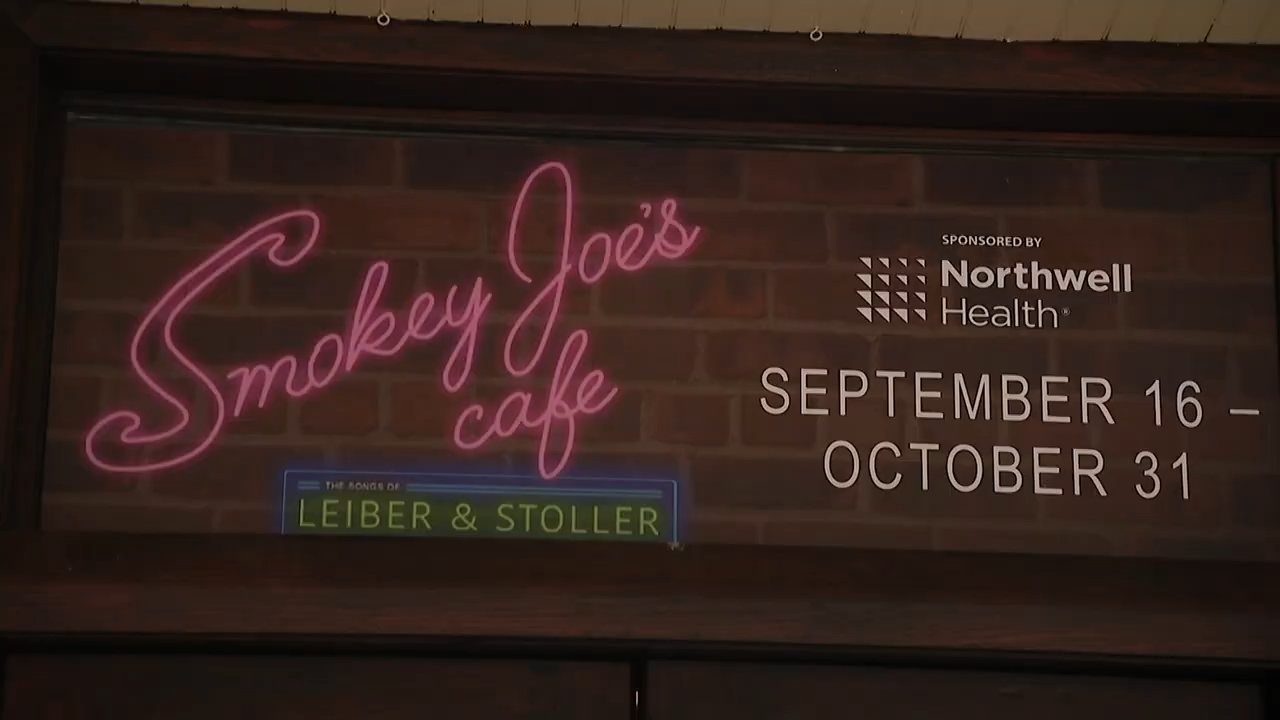 Smokey Joe's
cafe
THE SONGS OF
LEIBER & STOLLER
SPONSORED BY
Northwell
Health®
SEPTEMBER 16 –
OCTOBER 31